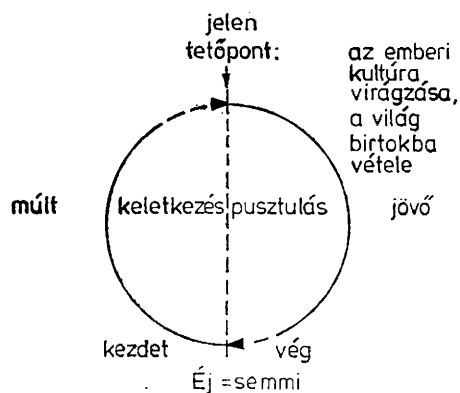 jelen
tetőpont:
az emberi
kultúra
virágzása,
a világ
birtokba
vétele
múlt
keletkezés
pusztulás
jövő
kezdet
vég
Éj = semmi